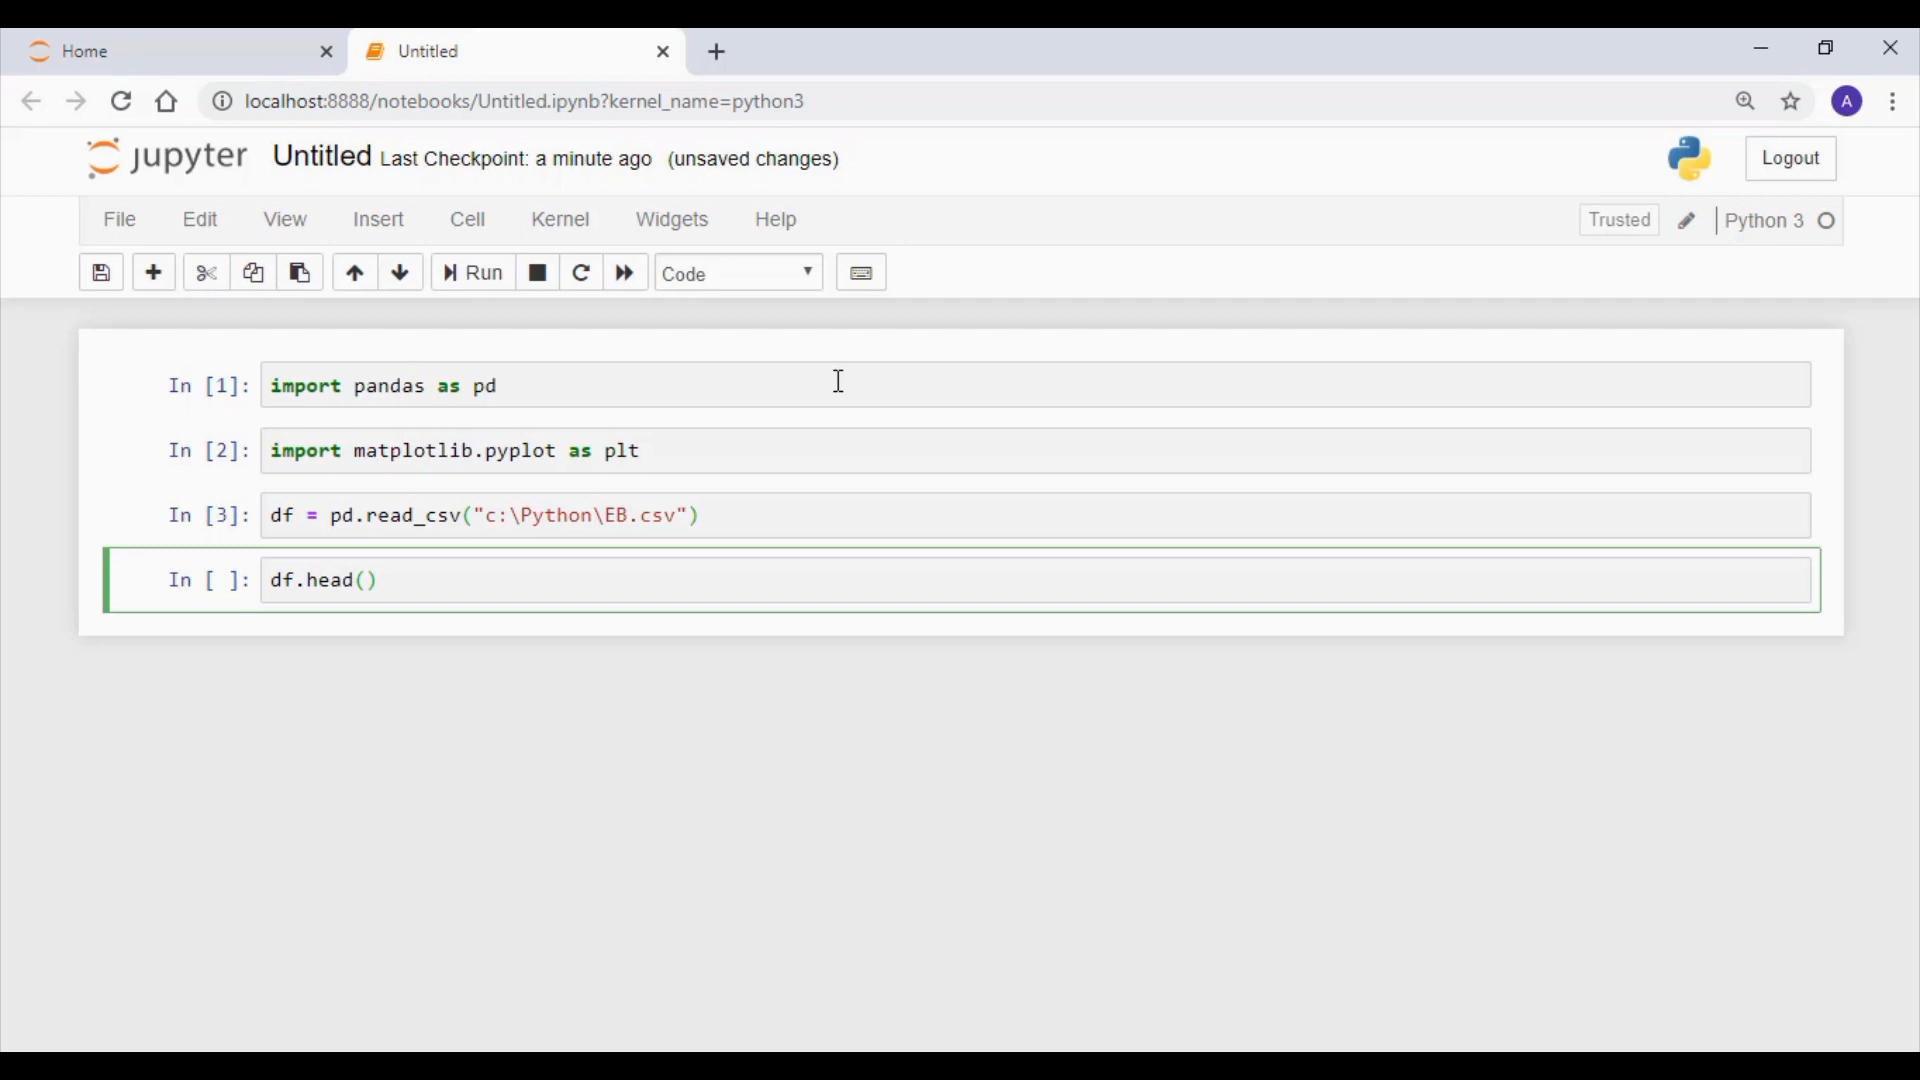 Home
Untitled
localhost:8888/notebooks/Untitled.ipynb?kernel_name=python3
A
jupyter Untitled Last Checkpoint: a minute ago (unsaved changes)
Logout
File Edit View Insert Cell Kernel Widgets Help
Trusted Python 3
Run Code
In [1]: import pandas as pd
In [2]: import matplotlib.pyplot as plt
In [3]: df = pd.read_csv("c:\Python\EB.csv")
In [ ]: df.head()